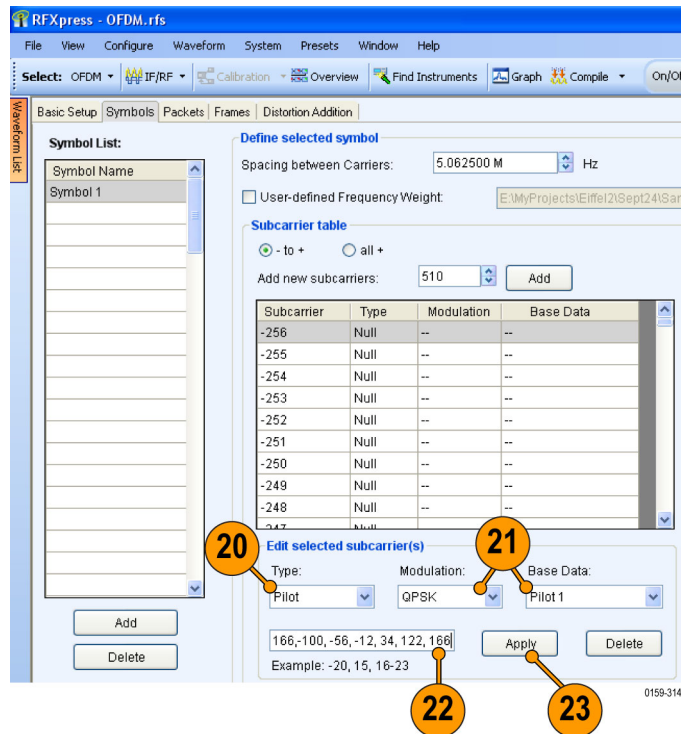 RFXpress - OFDM.rfs
File View Configure Waveform System Presets Window Help
Select: OFDM IF/RF Calibration Overview Find Instruments Graph Compile
Waveform List
Basic Setup Symbols Packets Frames Distortion Addition
Symbol List:
Symbol Name
Symbol 1
Add
Delete
Define selected symbol
Spacing between Carriers: 5.062500 M Hz
User-defined Frequency Weight: E:\MyProjects\Eiffel2\Sept24\Sar
Subcarrier table
- to + all +
Add new subcarriers: 510 Add
Subcarrier Type Modulation Base Data
-256 Null -- --
-255 Null -- --
-254 Null -- --
-253 Null -- --
-252 Null -- --
-251 Null -- --
-250 Null -- --
-249 Null -- --
-248 Null -- --
Edit selected subcarrier(s)
20
21
Type: Modulation: Base Data:
Pilot QPSK Pilot 1
166,-100, -56, -12, 34, 122, 166 Apply Delete
Example: -20, 15, 16-23
22
23
0159-314